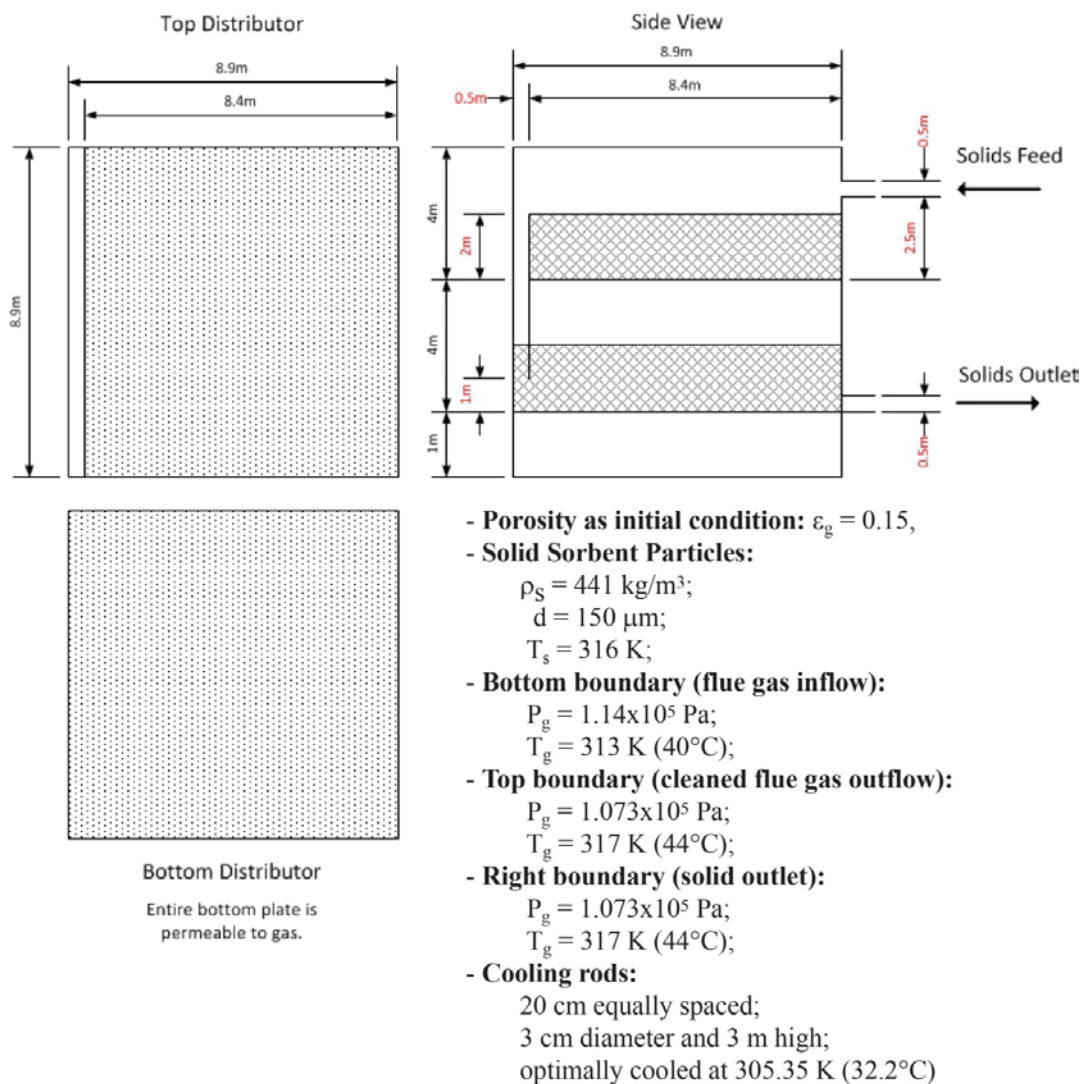 Top Distributor
8.9m
8.4m
8.9m
Side View
8.9m
0.5m
8.4m
0.5m
Solids Feed
4m
2m
2.5m
4m
1m
Solids Outlet
1m
0.5m
Bottom Distributor
Entire bottom plate is
permeable to gas.
- Porosity as initial condition: εg = 0.15,
- Solid Sorbent Particles:
ρS = 441 kg/m³;
d = 150 μm;
Ts = 316 K;
- Bottom boundary (flue gas inflow):
Pg = 1.14x10⁵ Pa;
Tg = 313 K (40°C);
- Top boundary (cleaned flue gas outflow):
Pg = 1.073x10⁵ Pa;
Tg = 317 K (44°C);
- Right boundary (solid outlet):
Pg = 1.073x10⁵ Pa;
Tg = 317 K (44°C);
- Cooling rods:
20 cm equally spaced;
3 cm diameter and 3 m high;
optimally cooled at 305.35 K (32.2°C)